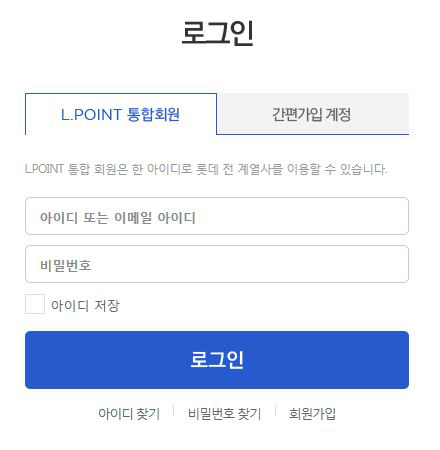 로그인
L.POINT 통합회원
간편가입 계정
L.POINT 통합 회원은 한 아이디로 롯데 전 계열사를 이용할 수 있습니다.
아이디 또는 이메일 아이디
비밀번호
아이디 저장
로그인
아이디 찾기
비밀번호 찾기
회원가입